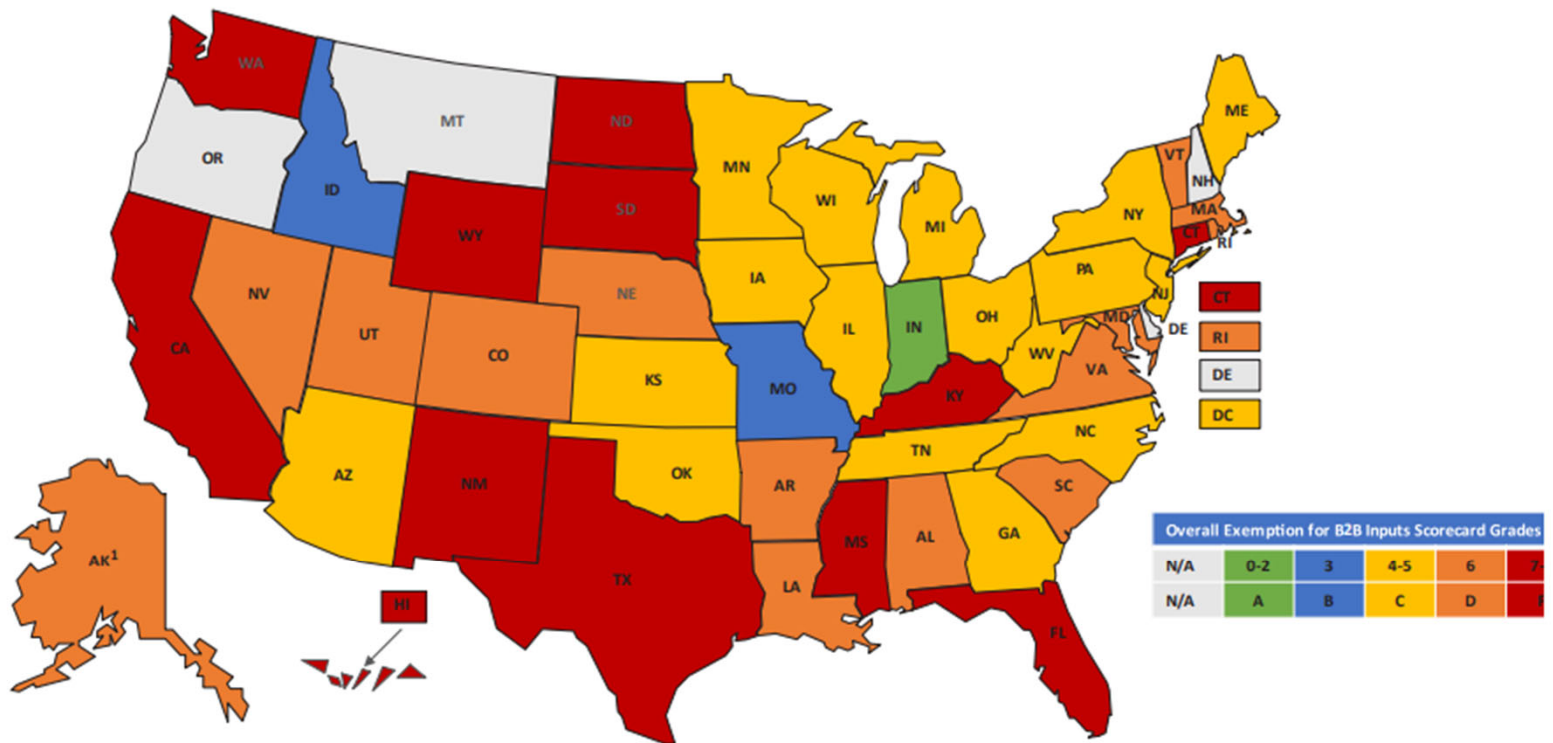 WA
MT
ND
ME
OR
MN
VT
ID
SD
WI
NH
MA
NY
WY
MI
CT
RI
PA
IA
NV
NE
NJ
CT
UT
IL
IN
OH
MD
DE
RI
CA
CO
WV
VA
KS
MO
DE
KY
DC
NC
TN
AZ
NM
OK
AR
SC
Overall Exemption for B2B Inputs Scorecard Grades
GA
MS
AL
AK¹
N/A 0-2 3 4-5 6 7-
TX
LA
N/A A B C D
HI
FL